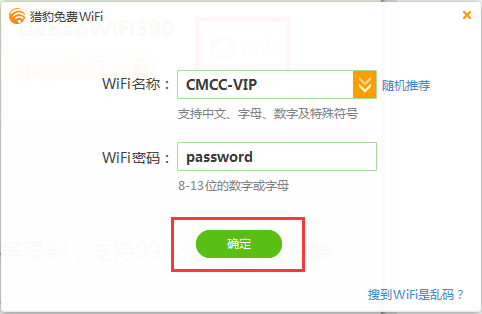 猎豹免费WiFi
LieBaoWiFi390
WiFi名称：
CMCC-VIP
随机推荐
支持中文、字母、数字及特殊符号
WiFi密码：
password
8-13位的数字或字母
确定
搜到WiFi是乱码？